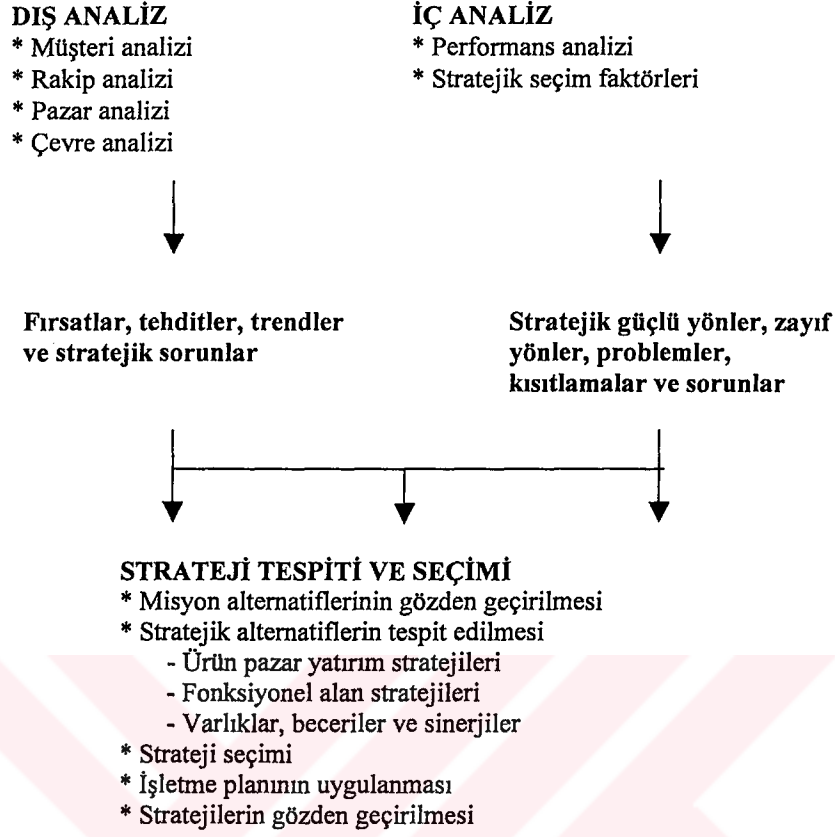 DIŞ ANALİZ
* Müşteri analizi
* Rakip analizi
* Pazar analizi
* Çevre analizi
İÇ ANALİZ
* Performans analizi
* Stratejik seçim faktörleri
Fırsatlar, tehditler, trendler
ve stratejik sorunlar
Stratejik güçlü yönler, zayıf
yönler, problemler,
kısıtlamalar ve sorunlar
STRATEJİ TESPİTİ VE SEÇİMİ
* Misyon alternatiflerinin gözden geçirilmesi
* Stratejik alternatiflerin tespit edilmesi
- Ürün pazar yatırım stratejileri
- Fonksiyonel alan stratejileri
- Varlıklar, beceriler ve sinerjiler
* Strateji seçimi
* İşletme planının uygulanması
* Stratejilerin gözden geçirilmesi